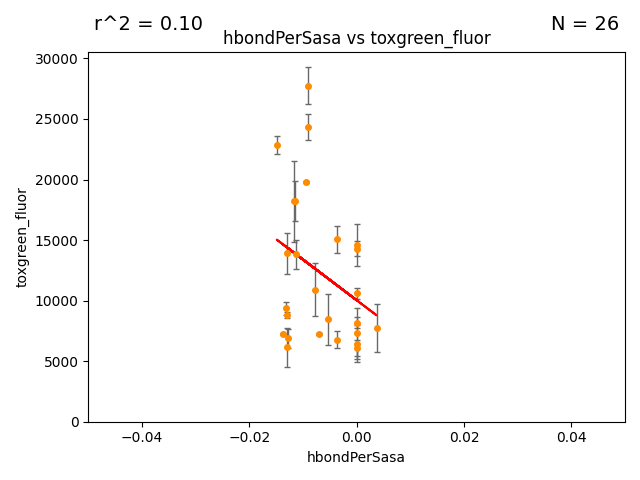 r^2 = 0.10
N = 26
hbondPerSasa vs toxgreen_fluor
toxgreen_fluor
30000
25000
20000
15000
10000
5000
0
−0.04
−0.02
0.00
0.02
0.04
hbondPerSasa